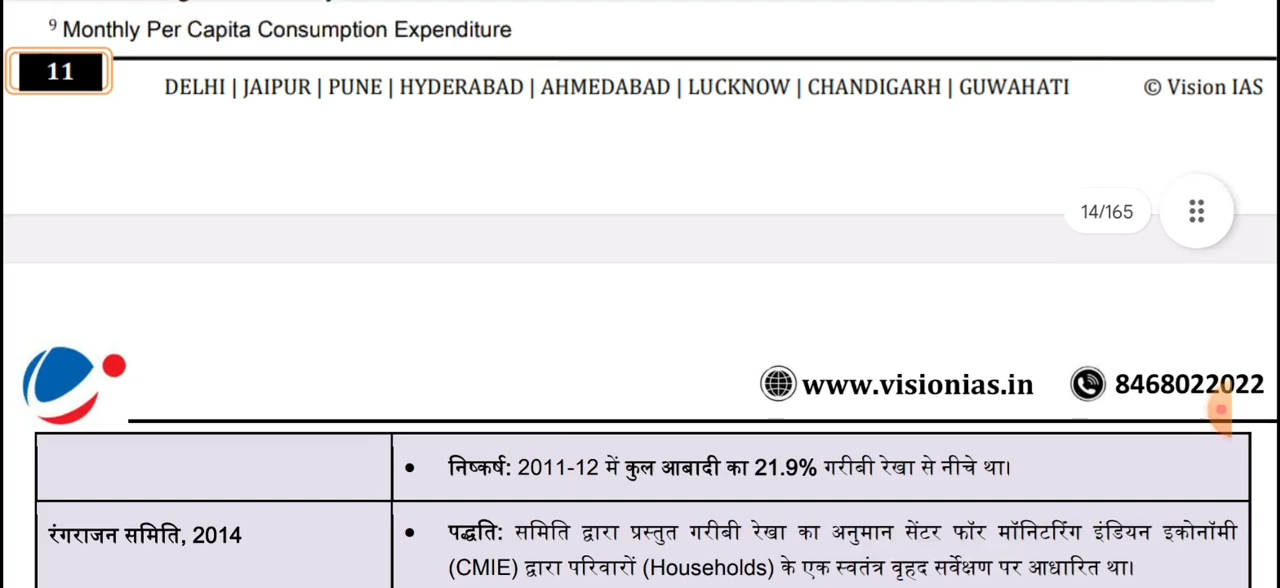 ⁹ Monthly Per Capita Consumption Expenditure
11
DELHI | JAIPUR | PUNE | HYDERABAD | AHMEDABAD | LUCKNOW | CHANDIGARH | GUWAHATI © Vision IAS
14/165
www.visionias.in 8468022022
• निष्कर्ष: 2011-12 में कुल आबादी का 21.9% गरीबी रेखा से नीचे था।
रंगराजन समिति, 2014 • पद्धति: समिति द्वारा प्रस्तुत गरीबी रेखा का अनुमान सेंटर फॉर मॉनिटरिंग इंडियन इकोनॉमी
(CMIE) द्वारा परिवारों (Households) के एक स्वतंत्र वृहद सर्वेक्षण पर आधारित था।